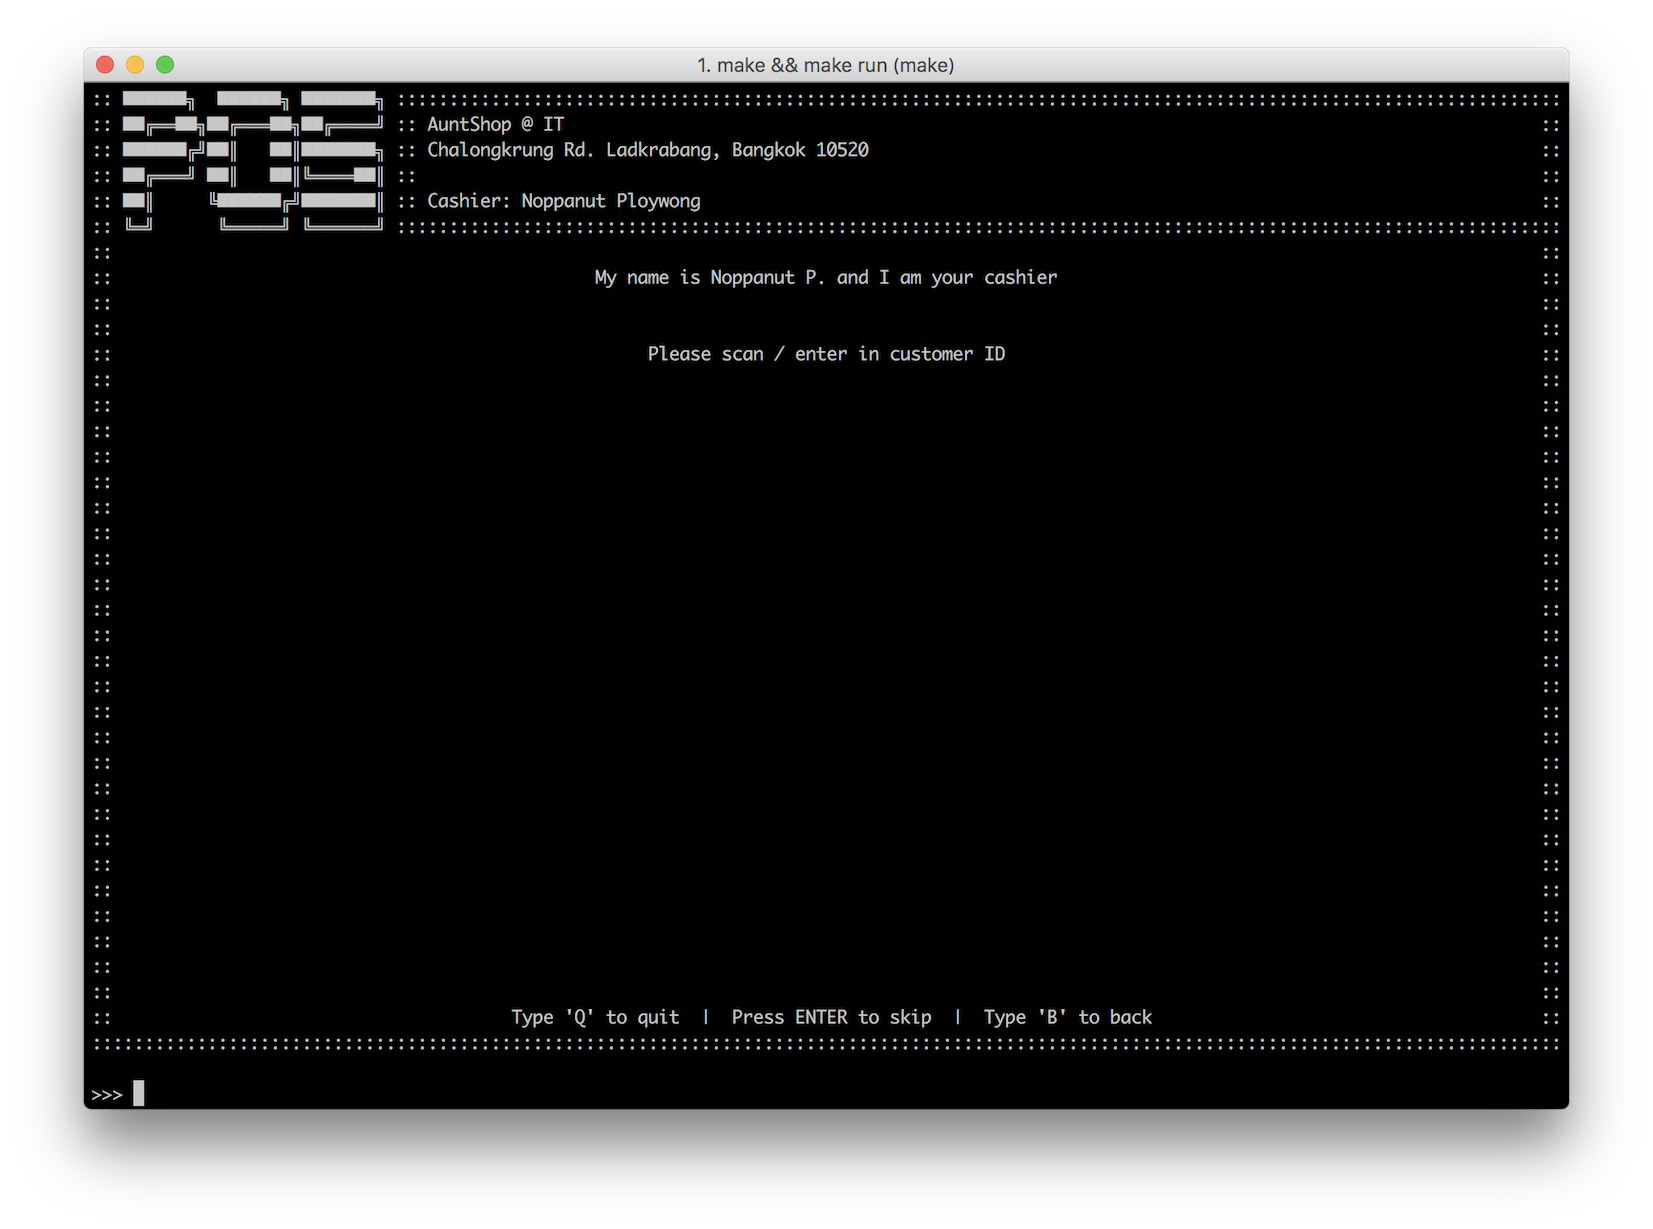 1. make && make run (make)
POS
AuntShop @ IT
Chalongkrung Rd. Ladkrabang, Bangkok 10520
Cashier: Noppanut Ploywong
My name is Noppanut P. and I am your cashier
Please scan / enter in customer ID
Type 'Q' to quit | Press ENTER to skip | Type 'B' to back
>>>